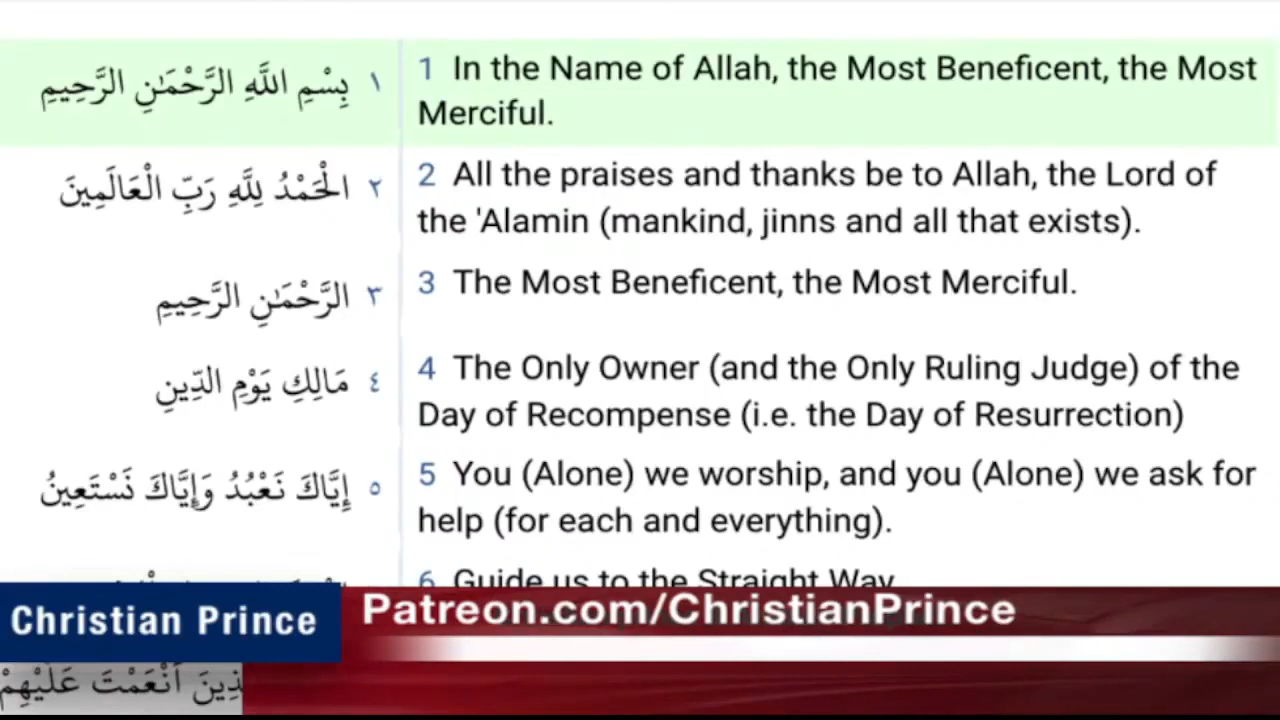 بِسْمِ اللَّهِ الرَّحْمَٰنِ الرَّحِيمِ ١
1 In the Name of Allah, the Most Beneficent, the Most
Merciful.
الْحَمْدُ لِلَّهِ رَبِّ الْعَالَمِينَ ٢
2 All the praises and thanks be to Allah, the Lord of
the 'Alamin (mankind, jinns and all that exists).
الرَّحْمَٰنِ الرَّحِيمِ ٣
3 The Most Beneficent, the Most Merciful.
مَالِكِ يَوْمِ الدِّينِ ٤
4 The Only Owner (and the Only Ruling Judge) of the
Day of Recompense (i.e. the Day of Resurrection)
إِيَّاكَ نَعْبُدُ وَإِيَّاكَ نَسْتَعِينُ ٥
5 You (Alone) we worship, and you (Alone) we ask for
help (for each and everything).
6 Guide us to the Straight Way
Christian Prince
Patreon.com/ChristianPrince
أَنْعَمْتَ عَلَيْهِمْ